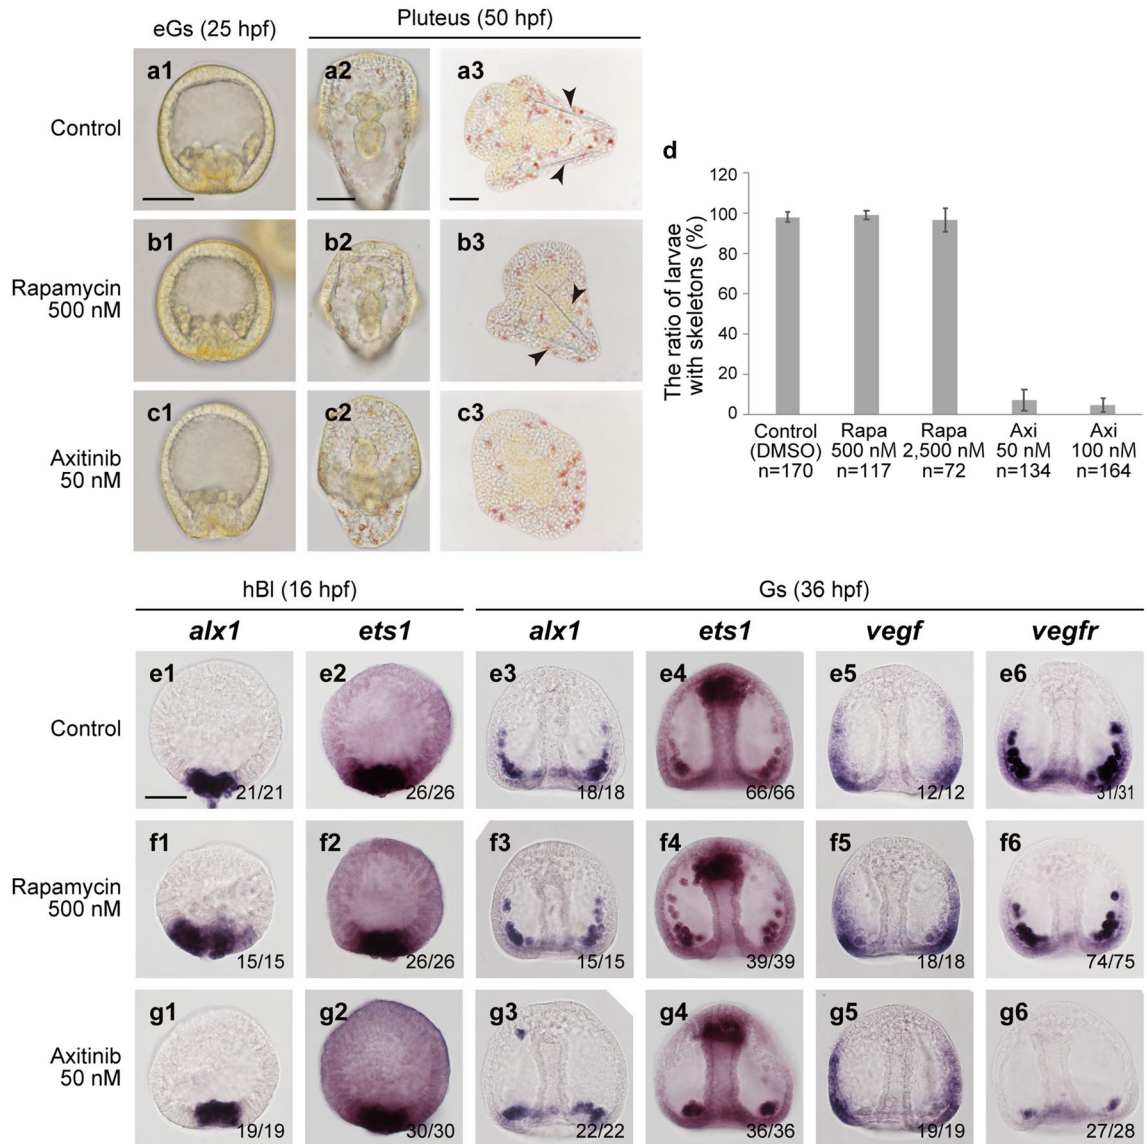 eGs (25 hpf)
Pluteus (50 hpf)
Control
a1
a2
a3
Rapamycin
500 nM
b1
b2
b3
Axitinib
50 nM
c1
c2
c3
d
The ratio of larvae
with skeletons (%)
120
100
80
60
40
20
0
Control
(DMSO)
n=170
Rapa
500 nM
n=117
Rapa
2,500 nM
n=72
Axi
50 nM
n=134
Axi
100 nM
n=164
hBl (16 hpf)
Gs (36 hpf)
alx1
ets1
alx1
ets1
vegf
vegfr
Control
e1
21/21
e2
26/26
e3
18/18
e4
66/66
e5
12/12
e6
31/31
Rapamycin
500 nM
f1
15/15
f2
26/26
f3
15/15
f4
39/39
f5
18/18
f6
74/75
Axitinib
50 nM
g1
19/19
g2
30/30
g3
22/22
g4
36/36
g5
19/19
g6
27/28